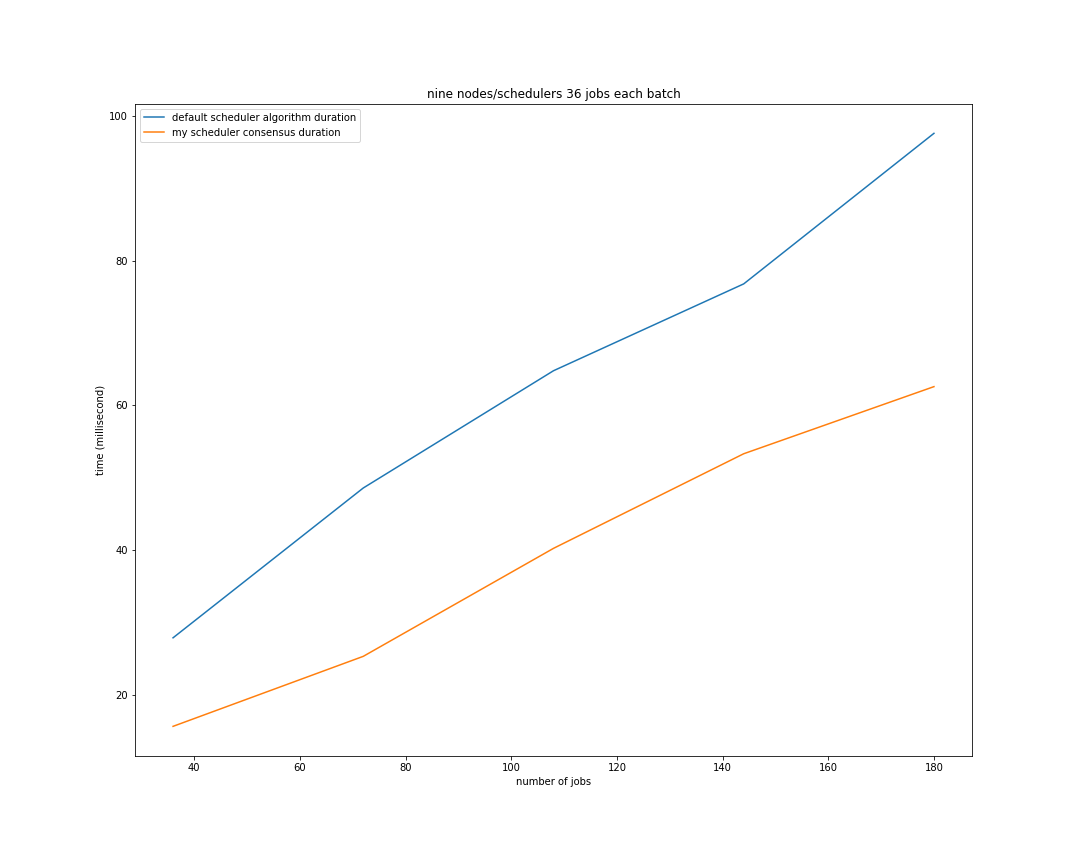 nine nodes/schedulers 36 jobs each batch
default scheduler algorithm duration
my scheduler consensus duration
100
80
60
40
20
time (millisecond)
40 60 80 100 120 140 160 180
number of jobs